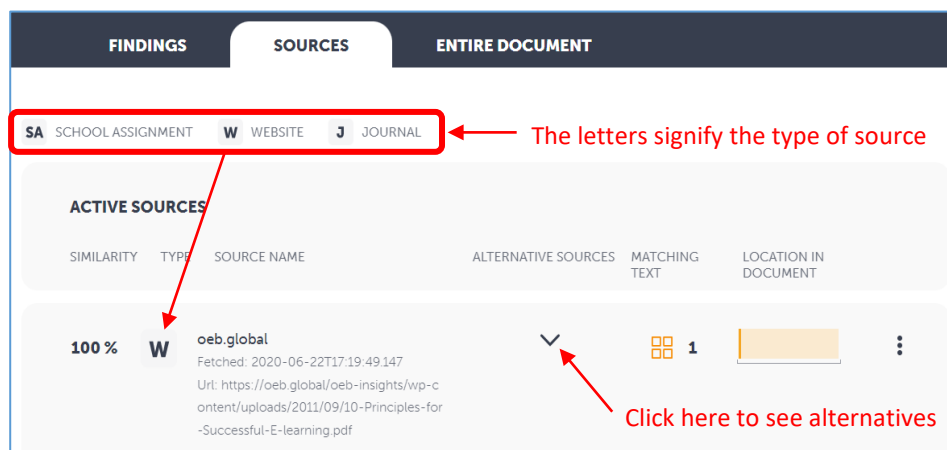 FINDINGS SOURCES ENTIRE DOCUMENT
SA SCHOOL ASSIGNMENT W WEBSITE J JOURNAL The letters signify the type of source
ACTIVE SOURCES
SIMILARITY TYPE SOURCE NAME ALTERNATIVE SOURCES MATCHING TEXT LOCATION IN DOCUMENT
100 % W oeb.global 1
Fetched: 2020-06-22T17:19:49.147
Url: https://oeb.global/oeb-insights/wp-c
ontent/uploads/2011/09/10-Principles-for
-Successful-E-learning.pdf
Click here to see alternatives